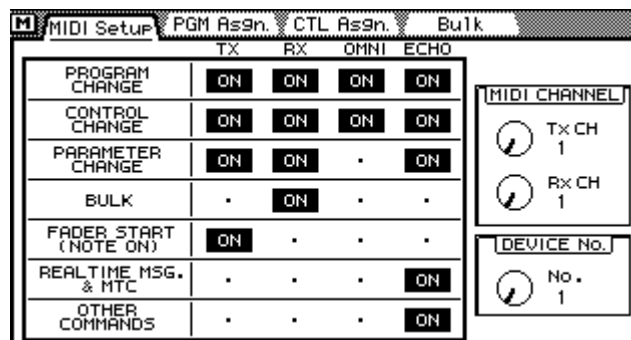 M MIDI Setup PGM Asgn. CTL Asgn. Bulk
TX RX OMNI ECHO
PROGRAM
CHANGE ON ON ON ON
CONTROL
CHANGE ON ON ON ON
PARAMETER
CHANGE ON ON · ON
BULK · ON · ·
FADER START
(NOTE ON) ON · · ·
REALTIME MSG.
& MTC · · · ON
OTHER
COMMANDS · · · ON
MIDI CHANNEL
Tx CH
1
Rx CH
1
DEVICE No.
No.
1